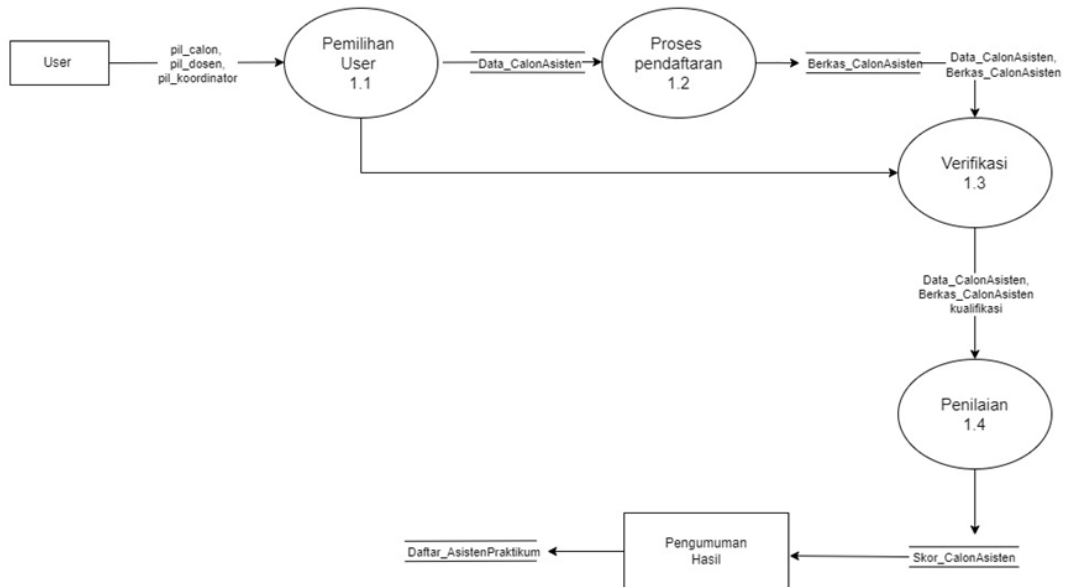 User
pil_calon,
pil_dosen,
pil_koordinator
Pemilihan
User
1.1
Data_CalonAsisten
Proses
pendaftaran
1.2
Berkas_CalonAsisten
Data_CalonAsisten,
Berkas_CalonAsisten
Verifikasi
1.3
Data_CalonAsisten,
Berkas_CalonAsisten
kualifikasi
Penilaian
1.4
Skor_CalonAsisten
Pengumuman
Hasil
Daftar_AsistenPraktikum